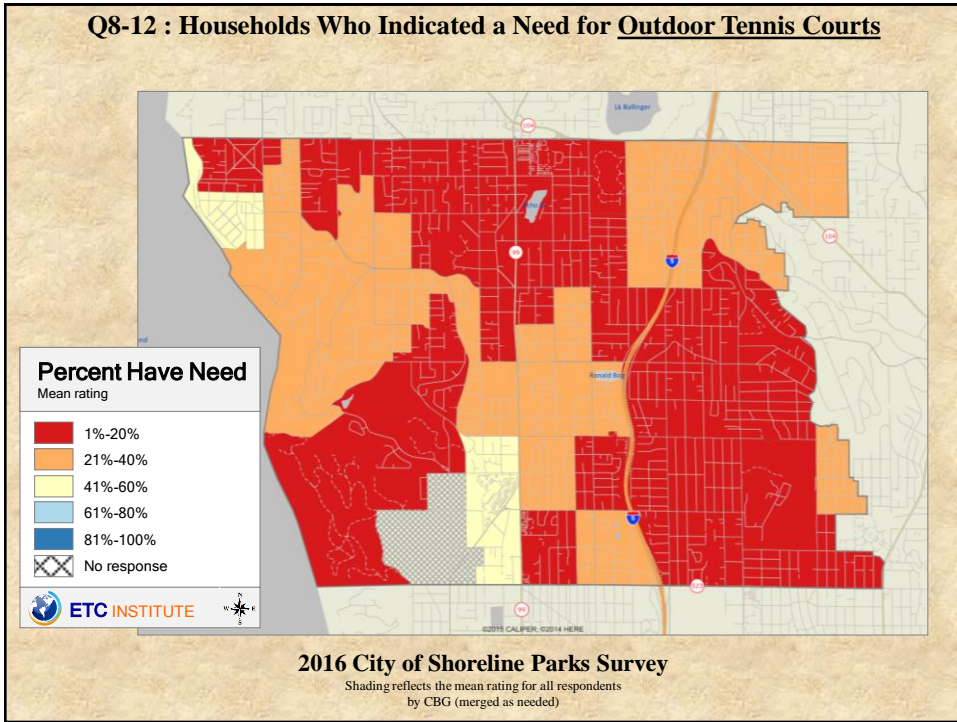 Q8-12 : Households Who Indicated a Need for Outdoor Tennis Courts
Lk Ballinger
104
99
5
104
nd
Ronald Bog
Percent Have Need
Mean rating
1%-20%
21%-40%
41%-60%
61%-80%
81%-100%
No response
5
523
99
ETC INSTITUTE
N
W E
S
©2015 CALIPER; ©2014 HERE
2016 City of Shoreline Parks Survey
Shading reflects the mean rating for all respondents
by CBG (merged as needed)